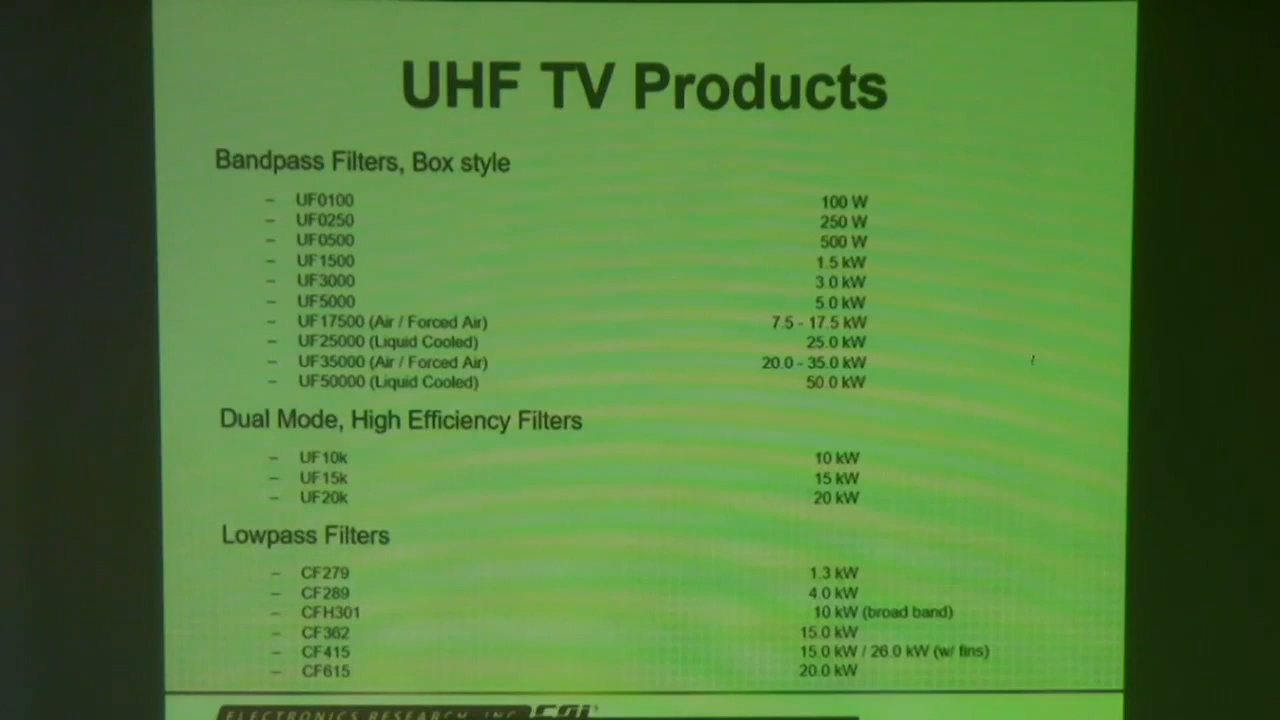 UHF TV Products
Bandpass Filters, Box style
– UF0100 100 W
– UF0250 250 W
– UF0500 500 W
– UF1500 1.5 kW
– UF3000 3.0 kW
– UF5000 5.0 kW
– UF17500 (Air / Forced Air) 7.5 - 17.5 kW
– UF25000 (Liquid Cooled) 25.0 kW
– UF35000 (Air / Forced Air) 20.0 - 35.0 kW
– UF50000 (Liquid Cooled) 50.0 kW
Dual Mode, High Efficiency Filters
– UF10k 10 kW
– UF15k 15 kW
– UF20k 20 kW
Lowpass Filters
– CF279 1.3 kW
– CF289 4.0 kW
– CFH301 10 kW (broad band)
– CF362 15.0 kW
– CF415 15.0 kW / 26.0 kW (w/ fins)
– CF615 20.0 kW
ELECTRONICS RESEARCH, INC.